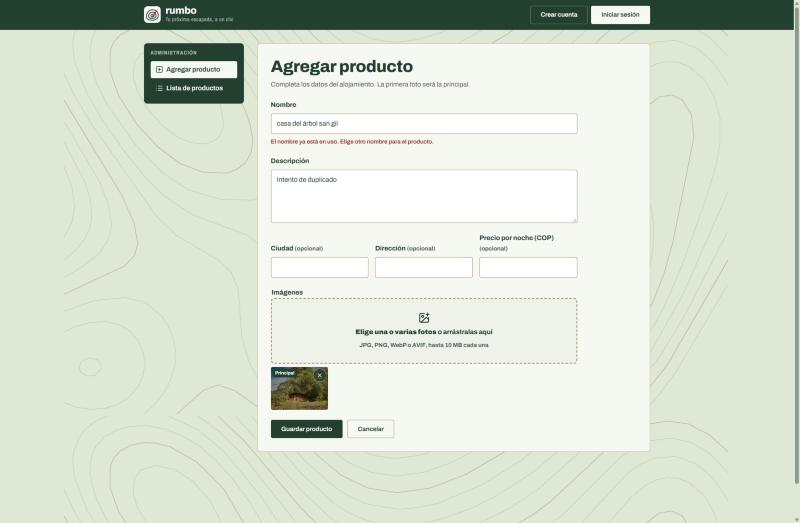 rumbo
Tu próxima escapada, a un clic
Crear cuenta
Iniciar sesión
ADMINISTRACIÓN
Agregar producto
Lista de productos
Agregar producto
Completa los datos del alojamiento. La primera foto será la principal.
Nombre
casa del árbol san gil
El nombre ya está en uso. Elige otro nombre para el producto.
Descripción
Intento de duplicado
Ciudad (opcional)
Dirección (opcional)
Precio por noche (COP)
(opcional)
Imágenes
Elige una o varias fotos o arrástralas aquí
JPG, PNG, WebP o AVIF, hasta 10 MB cada una
Principal
Guardar producto
Cancelar